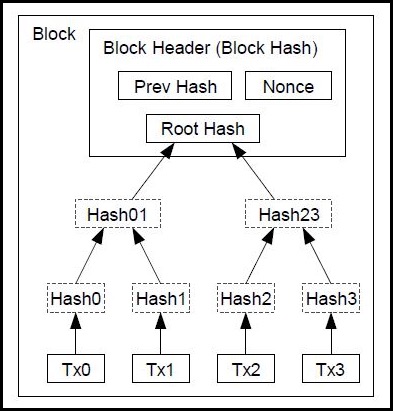 Block
Block Header (Block Hash)
Prev Hash
Nonce
Root Hash
Hash01
Hash23
Hash0
Hash1
Hash2
Hash3
Tx0
Tx1
Tx2
Tx3